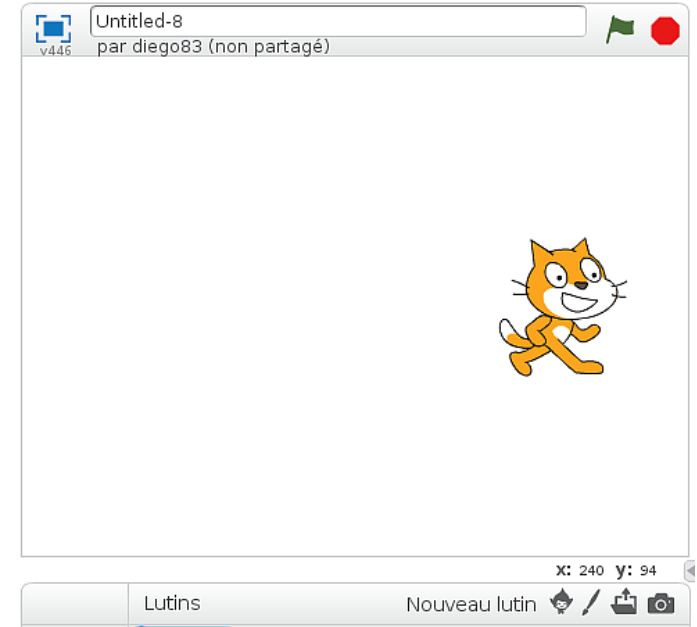 Untitled-8
v446
par diego83 (non partagé)
x: 240 y: 94
Lutins
Nouveau lutin